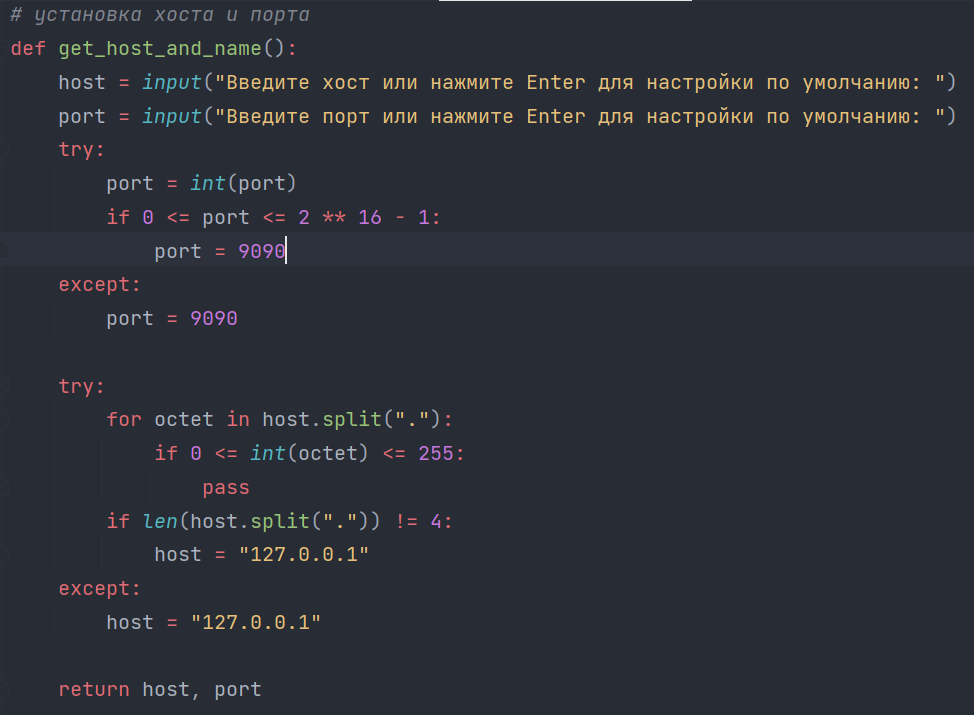 # установка хоста и порта
def get_host_and_name():
    host = input("Введите хост или нажмите Enter для настройки по умолчанию: ")
    port = input("Введите порт или нажмите Enter для настройки по умолчанию: ")
    try:
        port = int(port)
        if 0 <= port <= 2 ** 16 - 1:
            port = 9090
    except:
        port = 9090

    try:
        for octet in host.split("."):
            if 0 <= int(octet) <= 255:
                pass
        if len(host.split(".")) != 4:
            host = "127.0.0.1"
    except:
        host = "127.0.0.1"

    return host, port